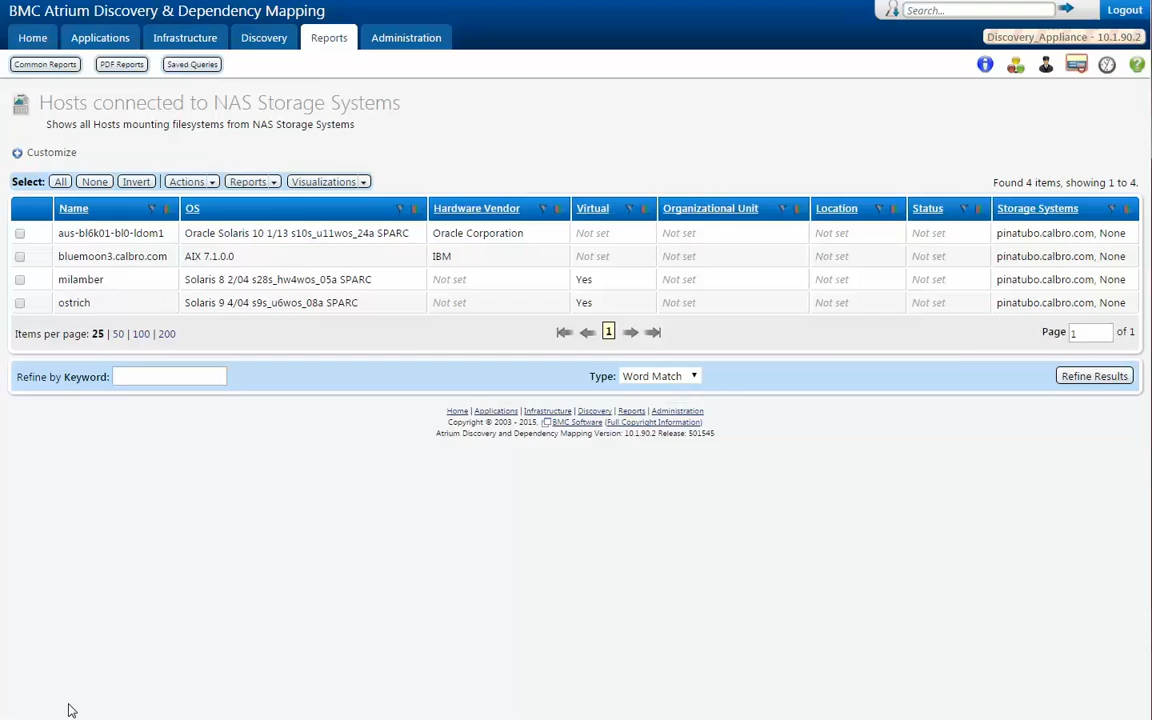 BMC Atrium Discovery & Dependency Mapping
Search...
Logout
Home Applications Infrastructure Discovery Reports Administration
Discovery_Appliance - 10.1.90.2
Common Reports PDF Reports Saved Queries
Hosts connected to NAS Storage Systems
Shows all Hosts mounting filesystems from NAS Storage Systems
Customize
Select: All None Invert Actions Reports Visualizations
Found 4 items, showing 1 to 4.
Name OS Hardware Vendor Virtual Organizational Unit Location Status Storage Systems
aus-bl6k01-bl0-ldom1 Oracle Solaris 10 1/13 s10s_u11wos_24a SPARC Oracle Corporation Not set Not set Not set Not set pinatubo.calbro.com, None
bluemoon3.calbro.com AIX 7.1.0.0 IBM Not set Not set Not set Not set pinatubo.calbro.com, None
milamber Solaris 8 2/04 s28s_hw4wos_05a SPARC Not set Yes Not set Not set Not set pinatubo.calbro.com, None
ostrich Solaris 9 4/04 s9s_u6wos_08a SPARC Not set Yes Not set Not set Not set pinatubo.calbro.com, None
Items per page: 25 | 50 | 100 | 200
1
Page 1 of 1
Refine by Keyword:
Type: Word Match
Refine Results
Home | Applications | Infrastructure | Discovery | Reports | Administration
Copyright © 2003 - 2015, BMC Software (Full Copyright Information)
Atrium Discovery and Dependency Mapping Version: 10.1.90.2 Release: 501545